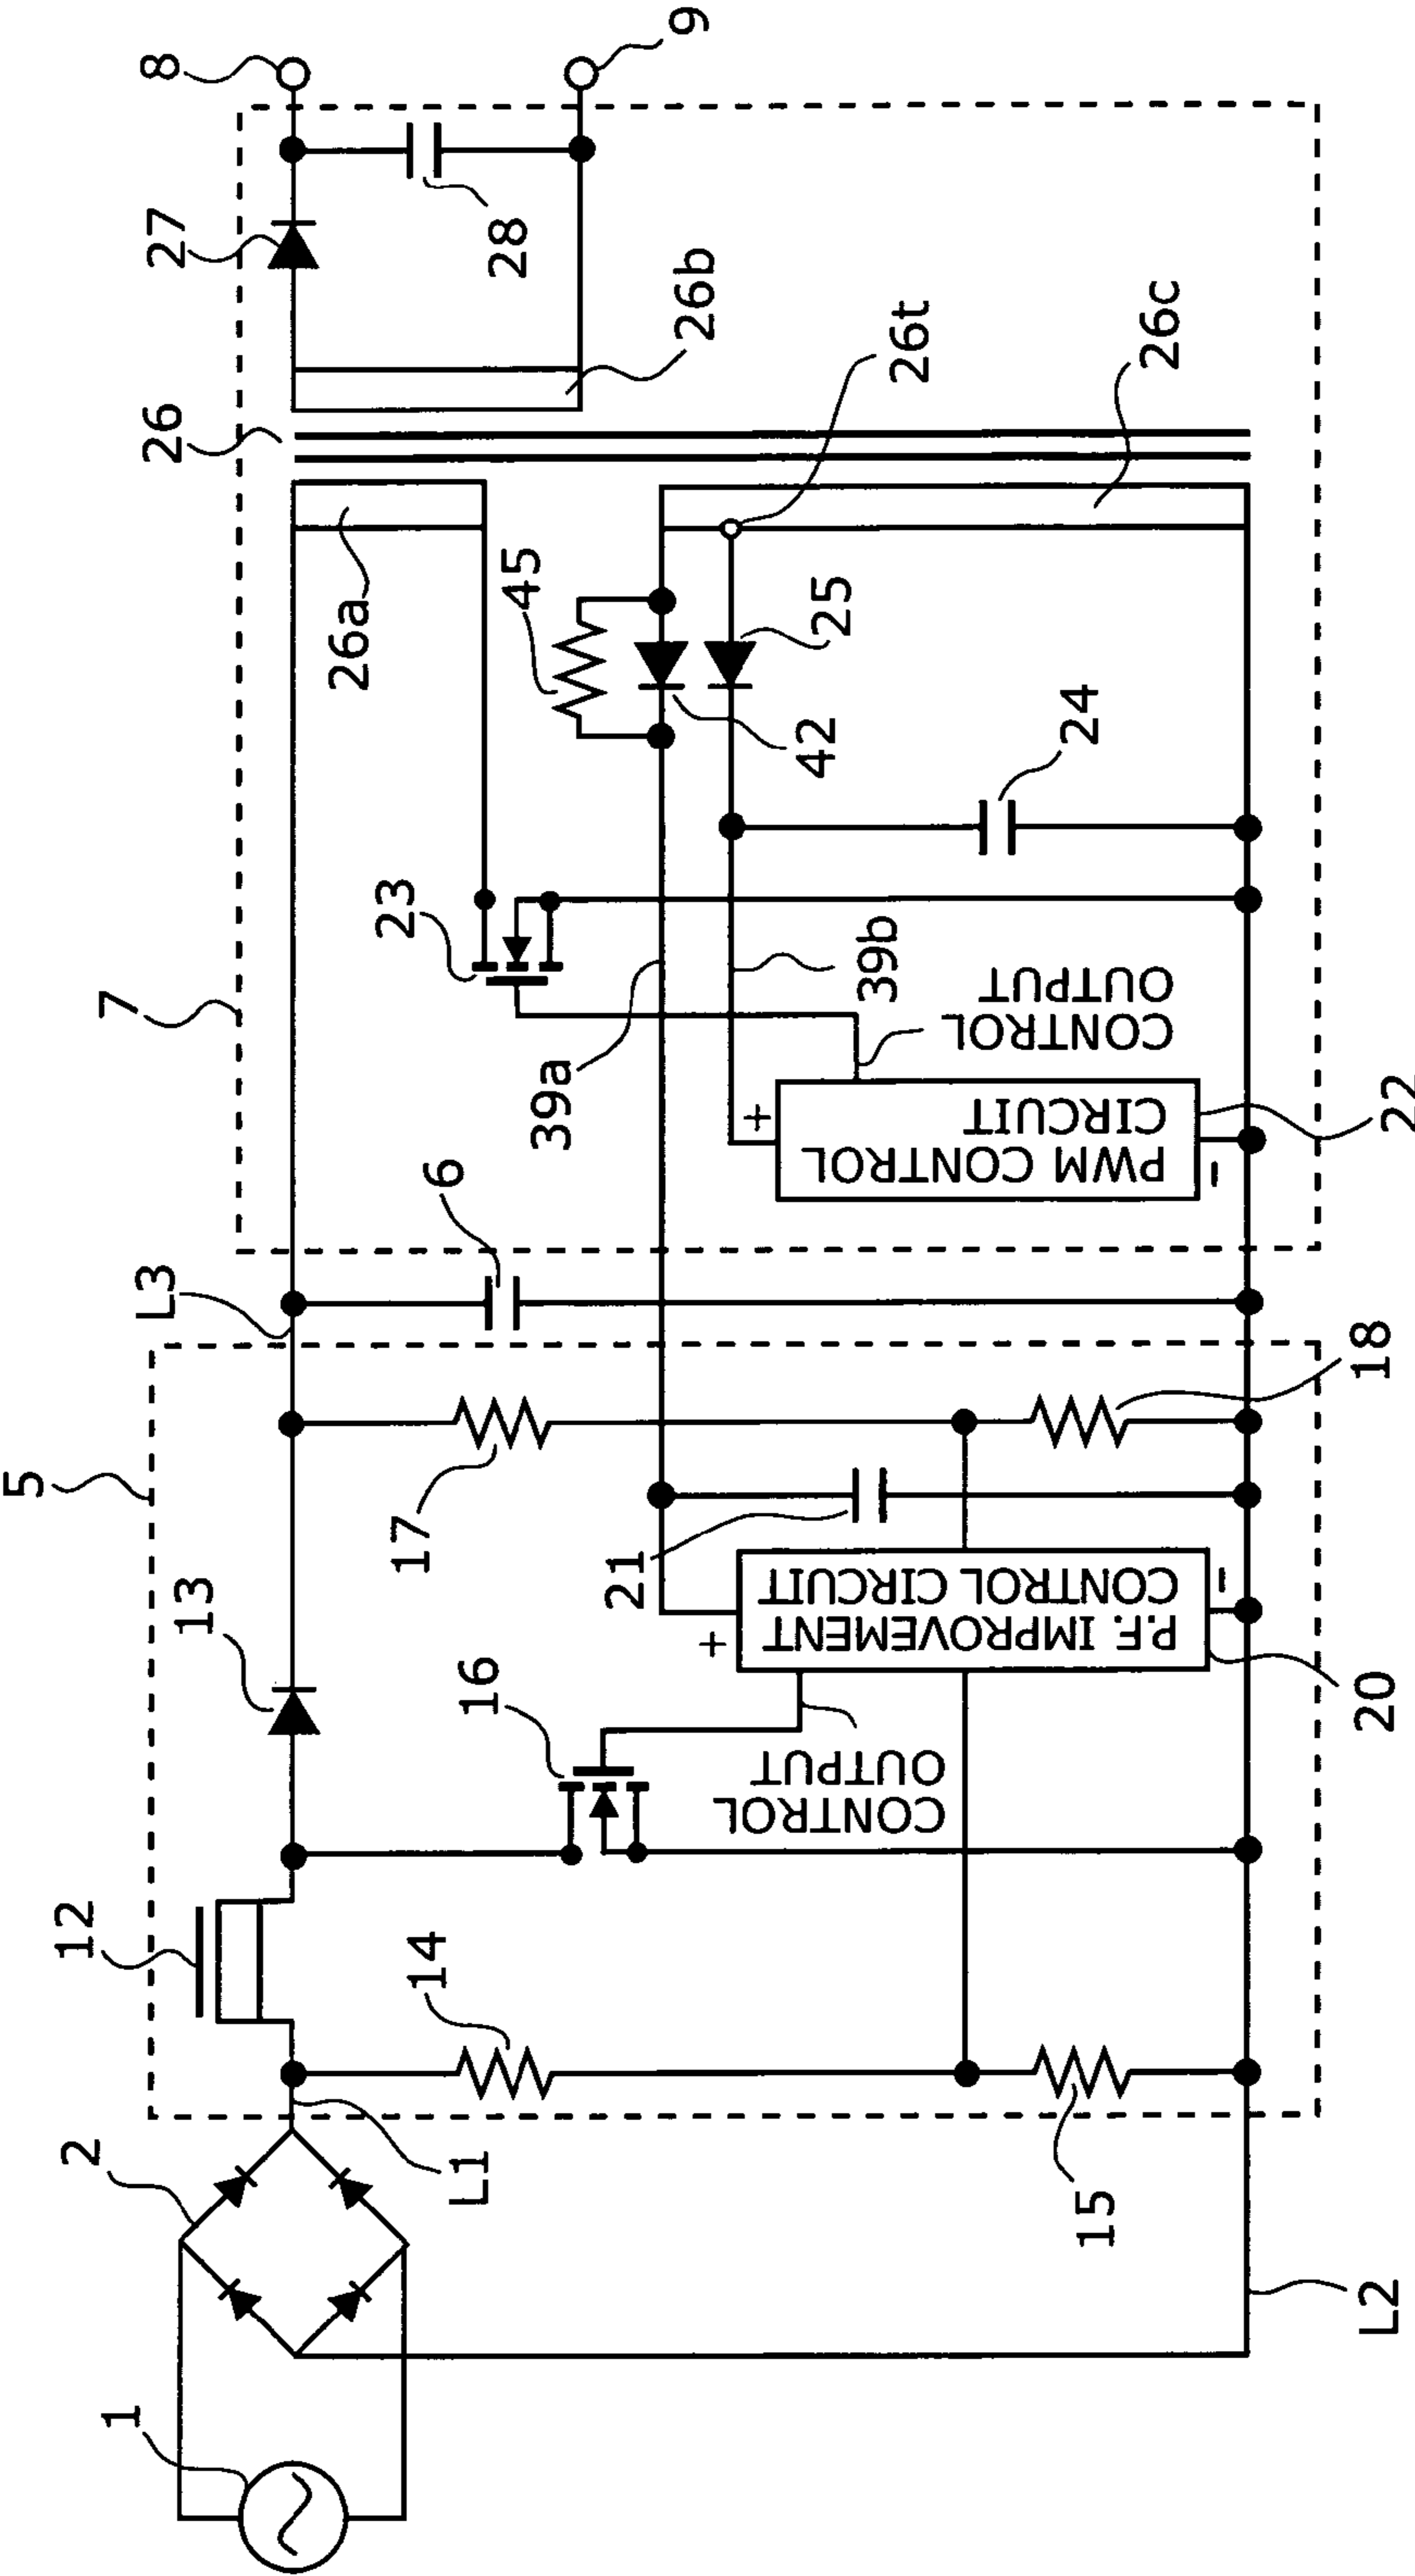 5
7
8
9
L3
13
12
2
1
17
6
23
26a
26
27
28
26b
45
42
25
26t
26c
24
39a
39b
16
14
L1
21
15
18
20
22
L2
CONTROL
OUTPUT
+
P.F. IMPROVEMENT
CONTROL CIRCUIT
−
+
PWM CONTROL
CIRCUIT
−
CONTROL
OUTPUT